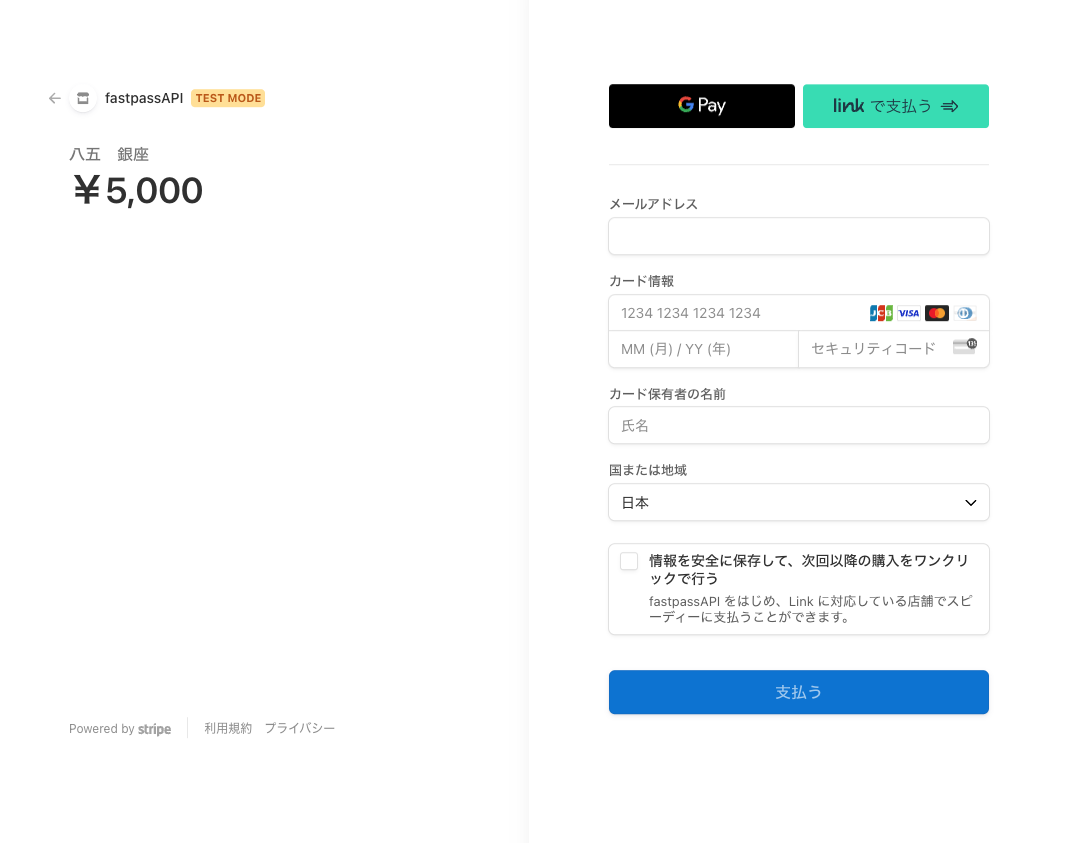 fastpassAPI TEST MODE
八五　銀座
¥5,000
G Pay
link で支払う
メールアドレス
カード情報
1234 1234 1234 1234
JCB VISA
MM (月) / YY (年)
セキュリティコード
135
カード保有者の名前
氏名
国または地域
日本
情報を安全に保存して、次回以降の購入をワンクリ
ックで行う
fastpassAPI をはじめ、Link に対応している店舗でスピ
ーディーに支払うことができます。
支払う
Powered by stripe
利用規約 プライバシー